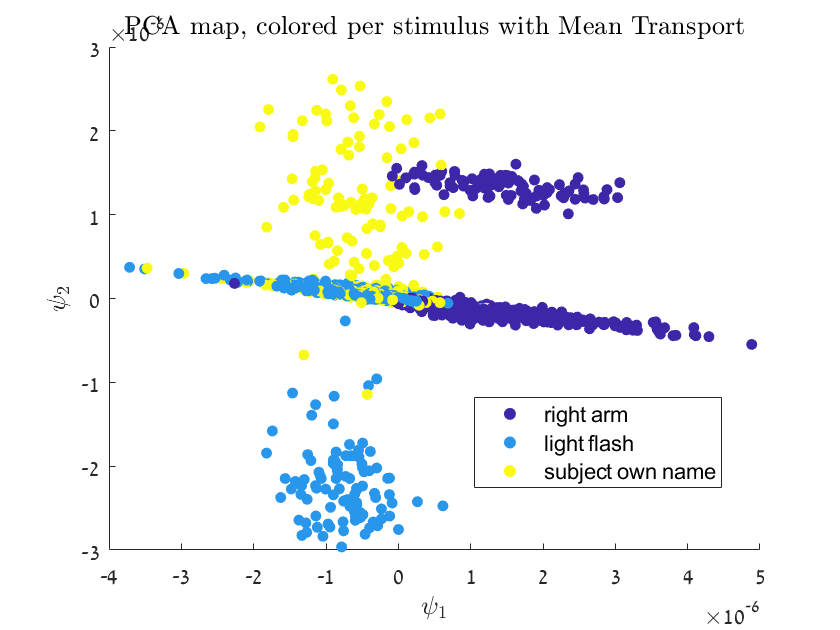 PCA map, colored per stimulus with Mean Transport
×10⁻⁶
3
2
1
0
-1
-2
-3
ψ₂
right arm
light flash
subject own name
-4 -3 -2 -1 0 1 2 3 4 5
ψ₁
×10⁻⁶